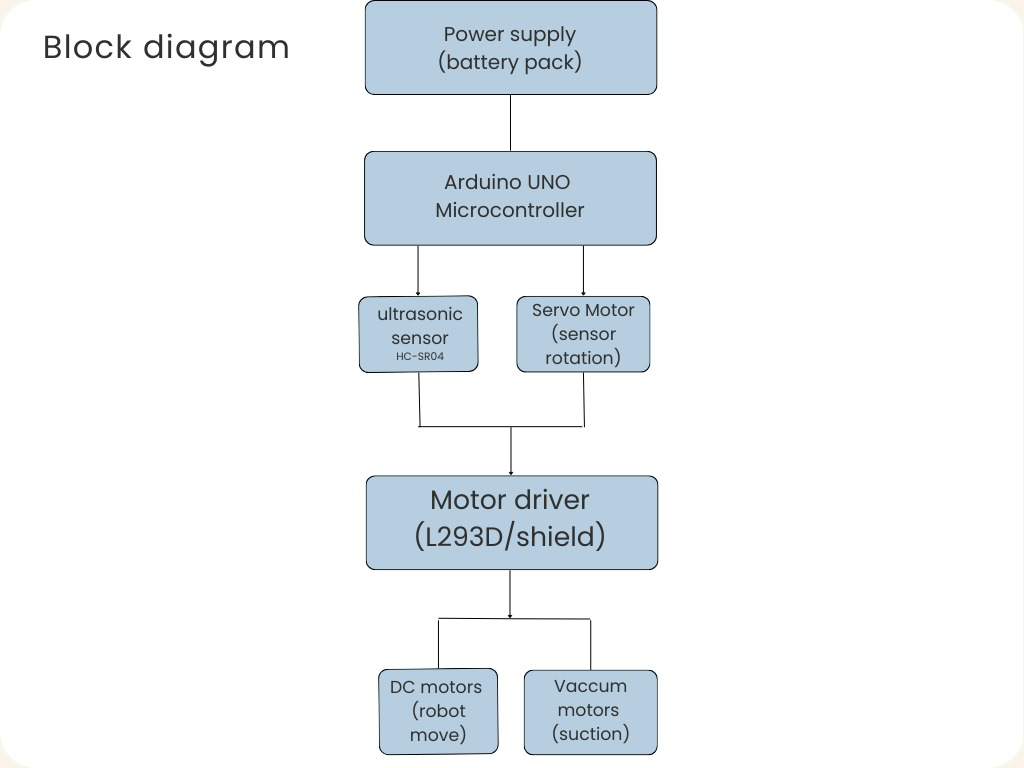 Block diagram
Power supply
(battery pack)
Arduino UNO
Microcontroller
ultrasonic
sensor
HC-SR04
Servo Motor
(sensor
rotation)
Motor driver
(L293D/shield)
DC motors
(robot
move)
Vaccum
motors
(suction)